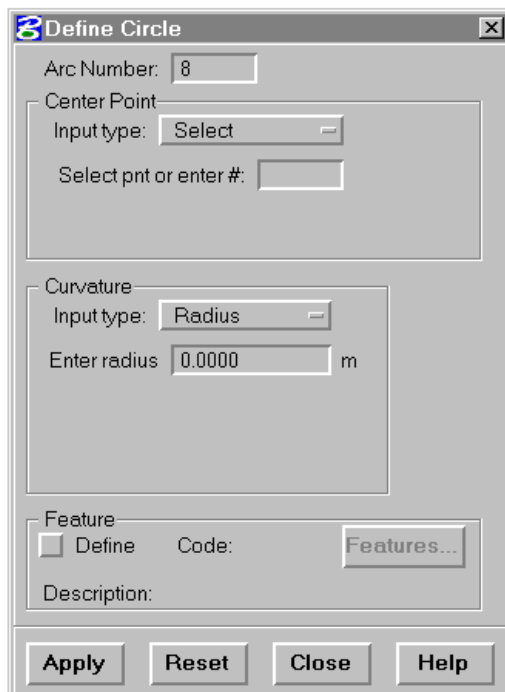 Define Circle
Arc Number: 8
Center Point
Input type: Select
Select pnt or enter #:
Curvature
Input type: Radius
Enter radius 0.0000 m
Feature
Define Code: Features...
Description:
Apply Reset Close Help